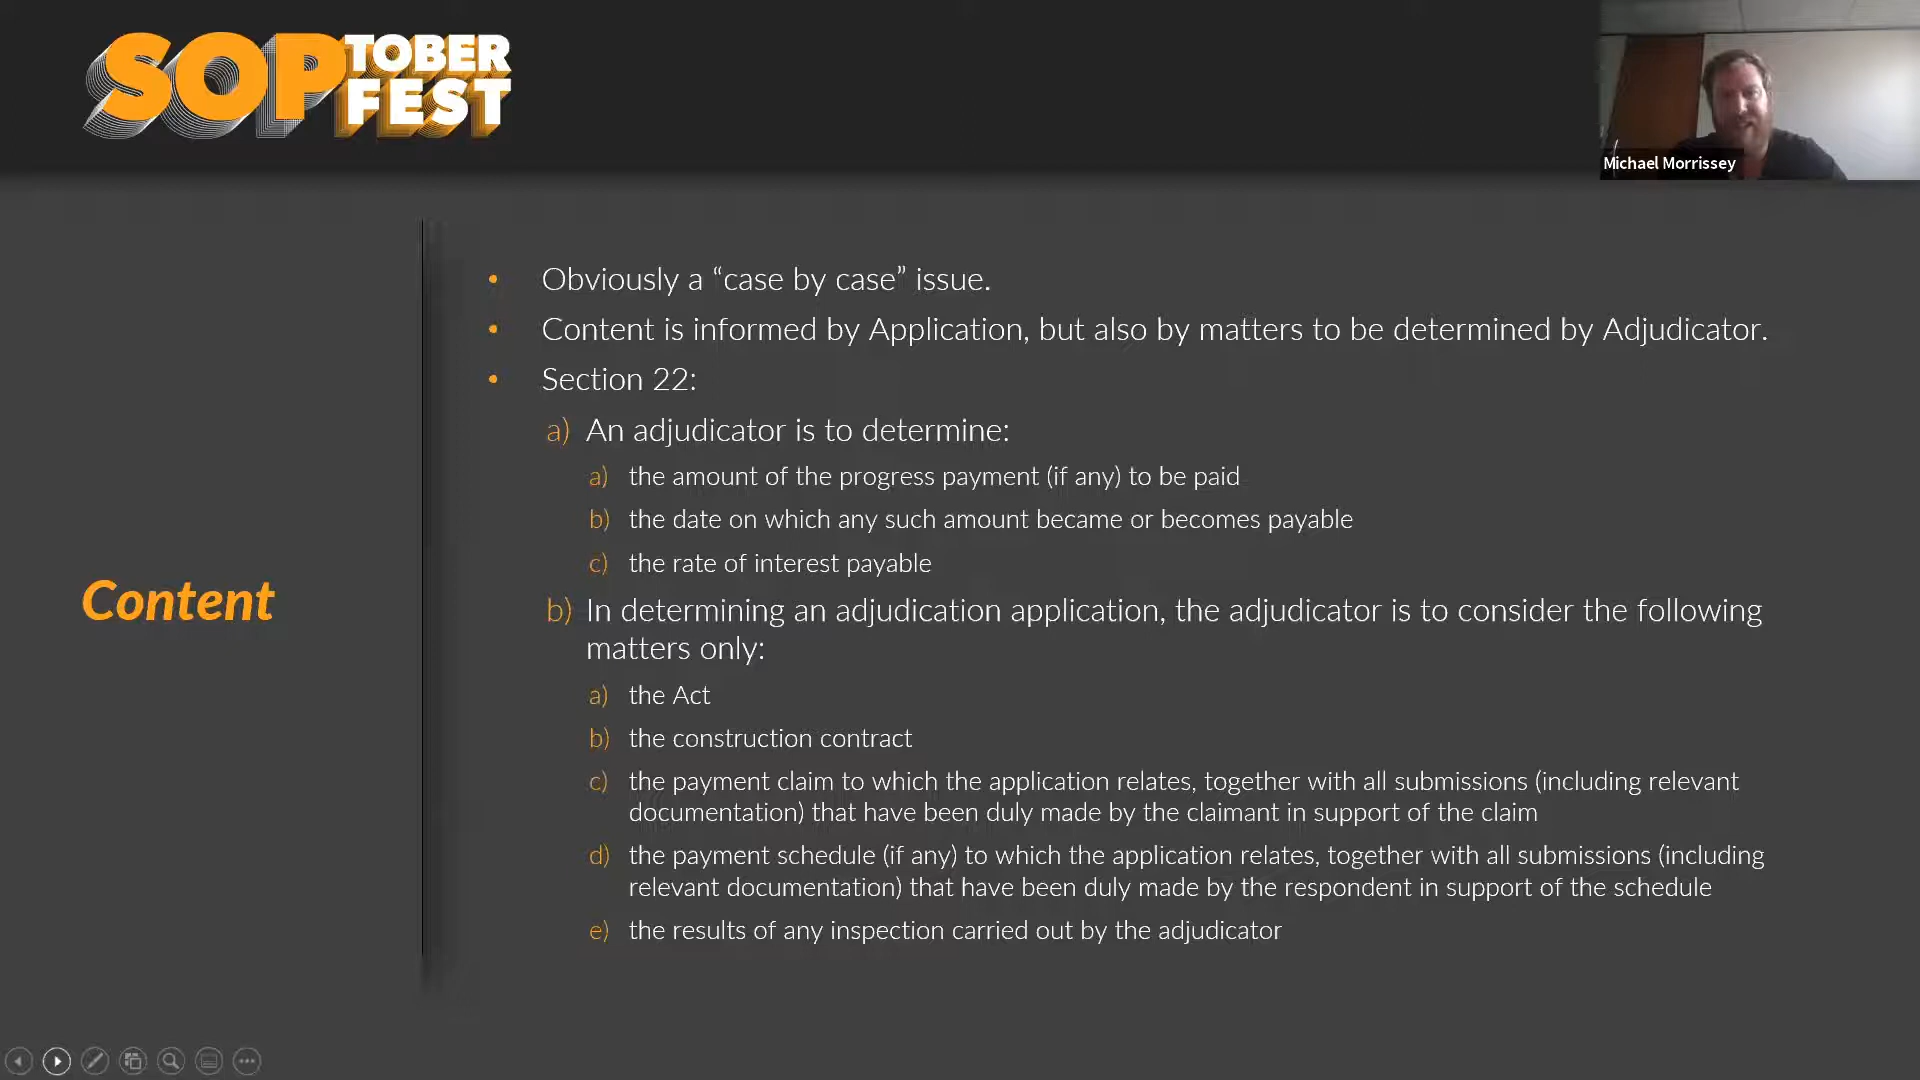 SOPTOBER
FEST
Michael Morrissey
• Obviously a “case by case” issue.
• Content is informed by Application, but also by matters to be determined by Adjudicator.
• Section 22:
a) An adjudicator is to determine:
a) the amount of the progress payment (if any) to be paid
b) the date on which any such amount became or becomes payable
c) the rate of interest payable
Content
b) In determining an adjudication application, the adjudicator is to consider the following
matters only:
a) the Act
b) the construction contract
c) the payment claim to which the application relates, together with all submissions (including relevant
documentation) that have been duly made by the claimant in support of the claim
d) the payment schedule (if any) to which the application relates, together with all submissions (including
relevant documentation) that have been duly made by the respondent in support of the schedule
e) the results of any inspection carried out by the adjudicator